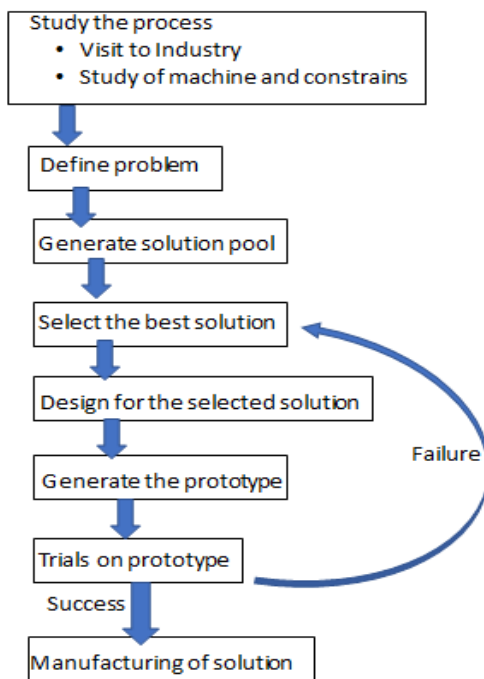 Study the process
• Visit to Industry
• Study of machine and constrains
Define problem
Generate solution pool
Select the best solution
Design for the selected solution
Failure
Generate the prototype
Trials on prototype
Success
Manufacturing of solution